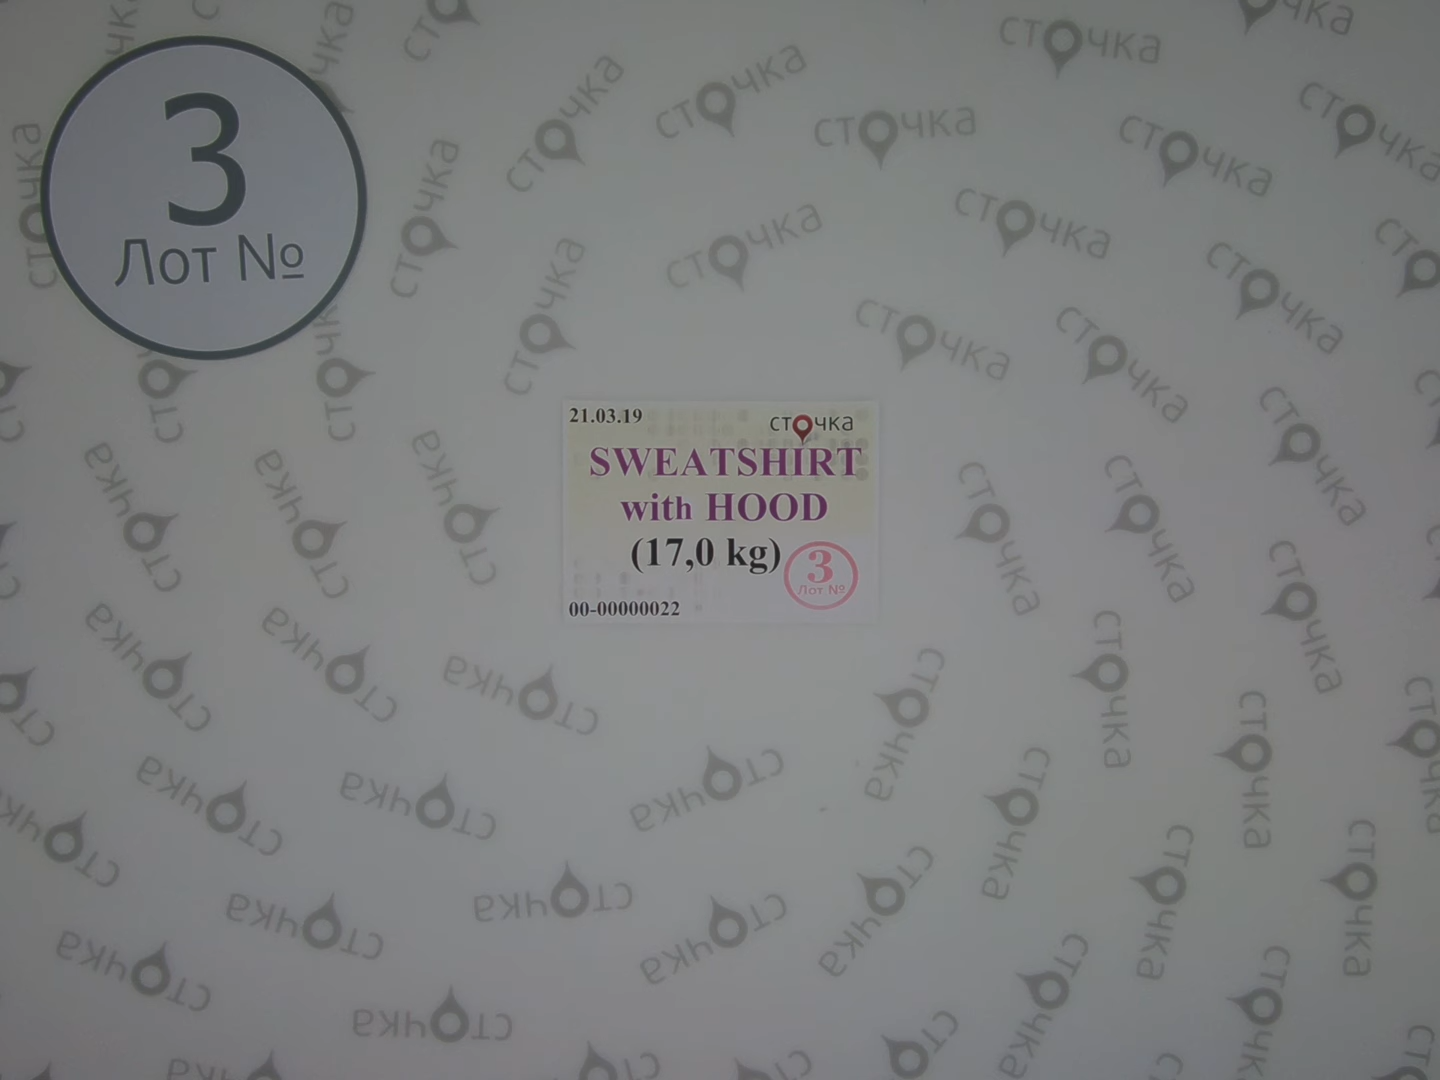 3
Лот №
21.03.19
сточка
SWEATSHIRT
with HOOD
(17,0 kg)
3
Лот №
00-00000022